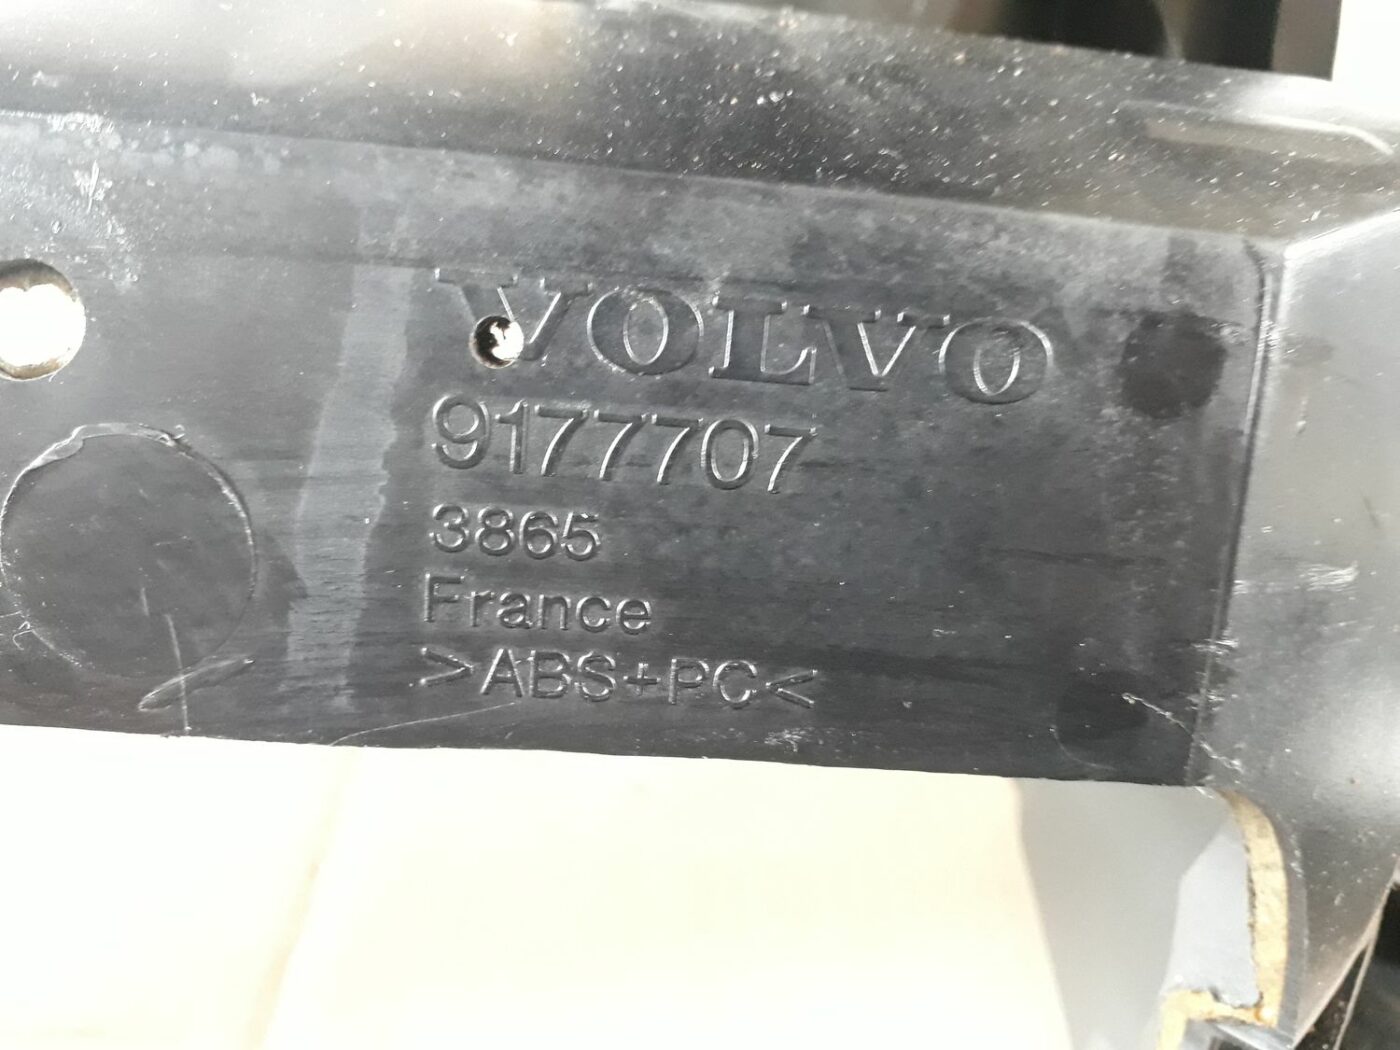 VOLVO
9177707
3865
France
>ABS+PC<